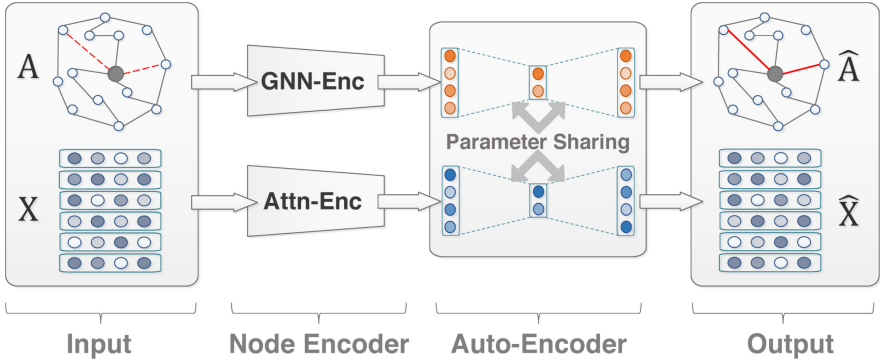 A
GNN-Enc
Â
Parameter Sharing
X
Attn-Enc
X̂
Input
Node Encoder
Auto-Encoder
Output